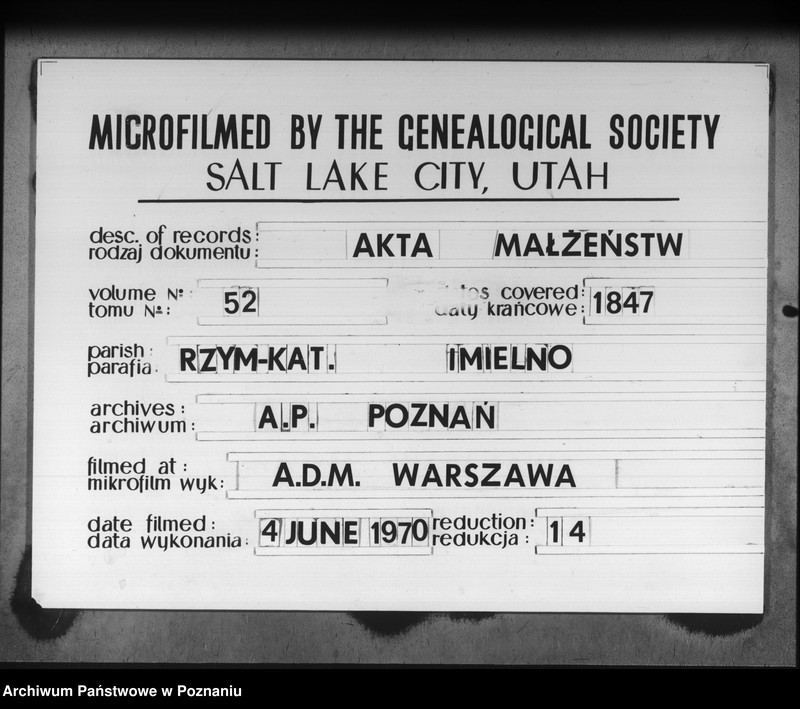 MICROFILMED BY THE GENEALOGICAL SOCIETY
SALT LAKE CITY, UTAH
desc. of records: AKTA MAŁŻEŃSTW
rodzaj dokumentu:
volume Nº: 52 covered: 1847
tomu Nº: daty krańcowe:
parish: RZYM-KAT. IMIELNO
parafia:
archives: A.P. POZNAŃ
archiwum:
filmed at: A.D.M. WARSZAWA
mikrofilm wyk:
date filmed: 4 JUNE 1970 reduction: 14
data wykonania: redukcja:
Archiwum Państwowe w Poznaniu